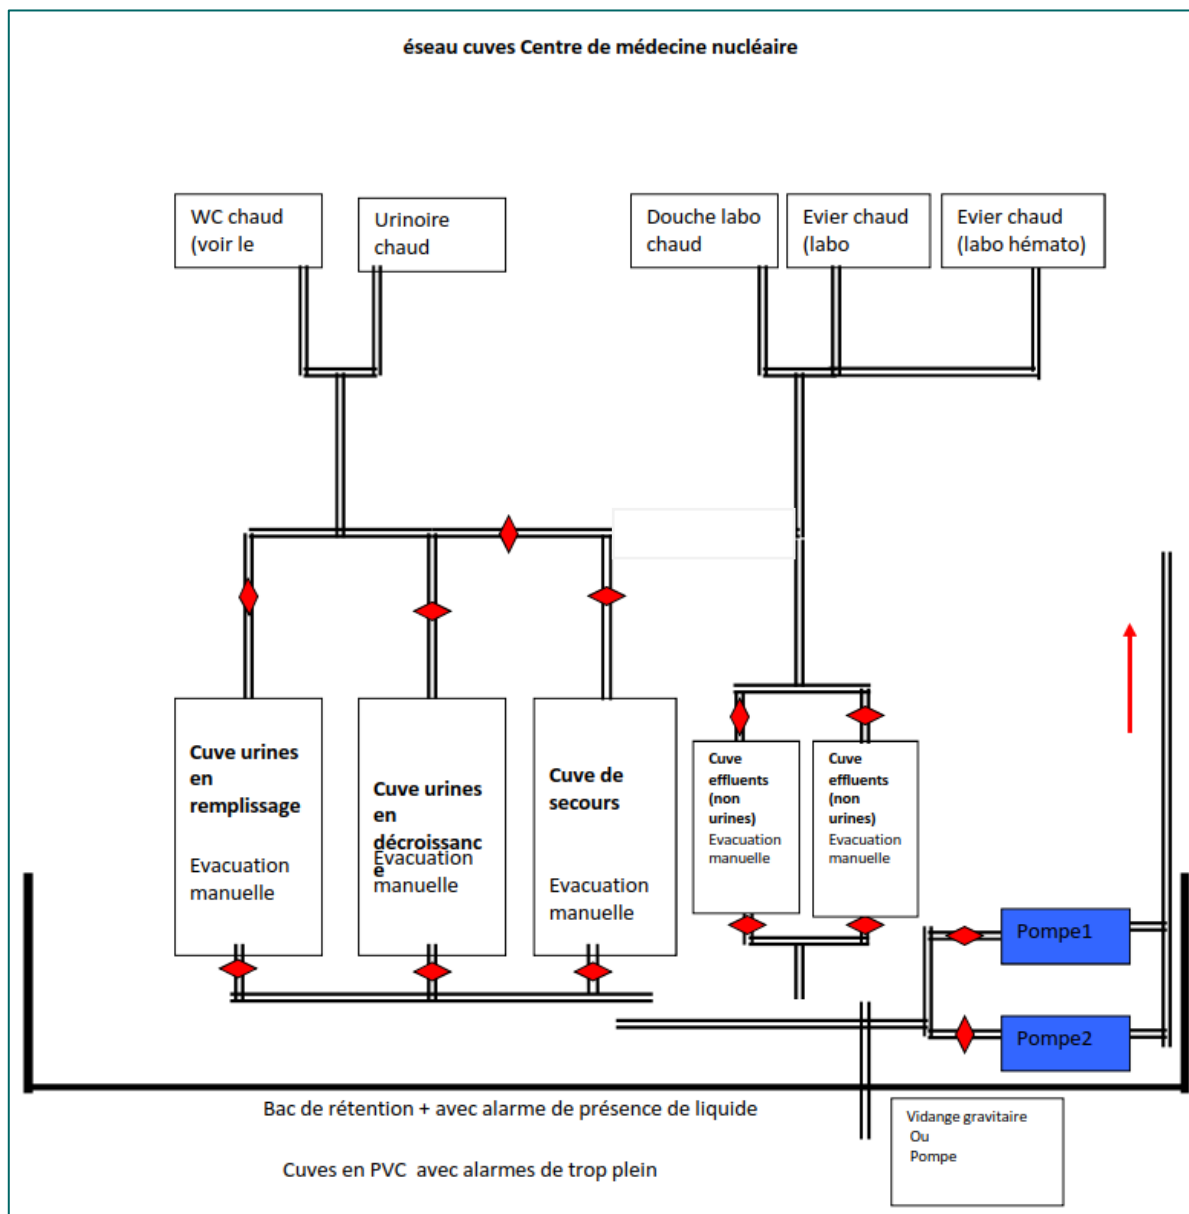 éseau cuves Centre de médecine nucléaire
WC chaud
(voir le
Urinoire
chaud
Douche labo
chaud
Evier chaud
(labo
Evier chaud
(labo hémato)
Cuve urines
en
remplissage
Evacuation
manuelle
Cuve urines
en
décroissanc
e
Evacuation
manuelle
Cuve de
secours
Evacuation
manuelle
Cuve
effluents
(non
urines)
Evacuation
manuelle
Cuve
effluents
(non
urines)
Evacuation
manuelle
Pompe1
Pompe2
Bac de rétention + avec alarme de présence de liquide
Vidange gravitaire
Ou
Pompe
Cuves en PVC avec alarmes de trop plein